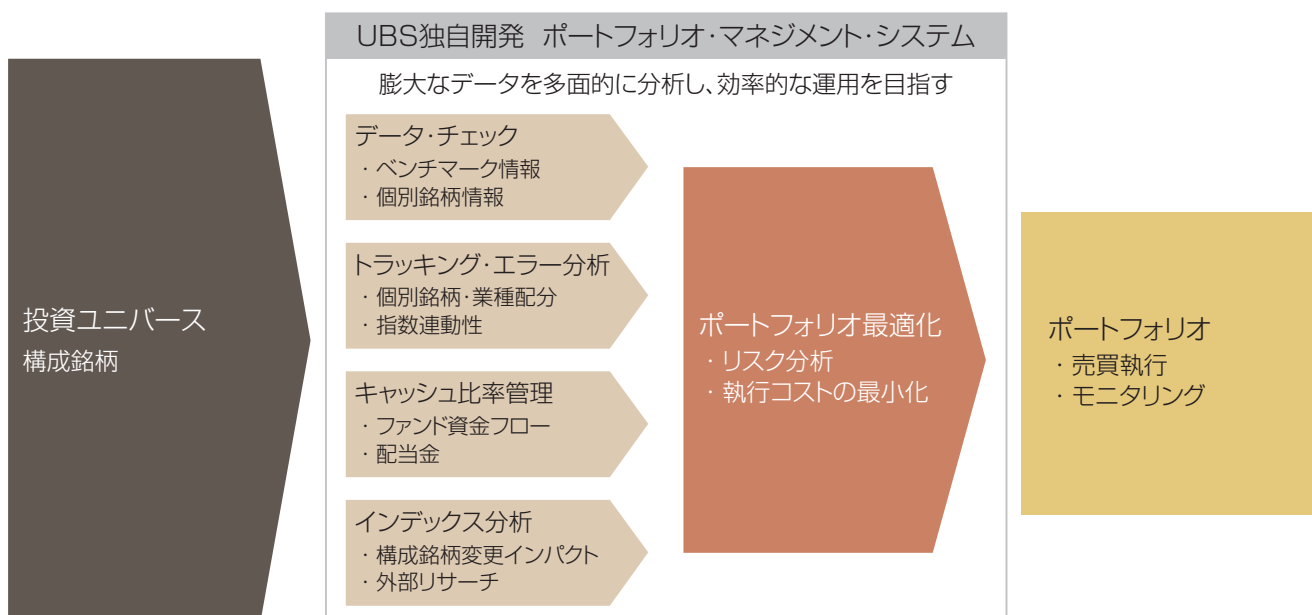 UBS独自開発 ポートフォリオ・マネジメント・システム
膨大なデータを多面的に分析し、効率的な運用を目指す
投資ユニバース
構成銘柄
データ・チェック
・ベンチマーク情報
・個別銘柄情報
トラッキング・エラー分析
・個別銘柄・業種配分
・指数連動性
キャッシュ比率管理
・ファンド資金フロー
・配当金
インデックス分析
・構成銘柄変更インパクト
・外部リサーチ
ポートフォリオ最適化
・リスク分析
・執行コストの最小化
ポートフォリオ
・売買執行
・モニタリング